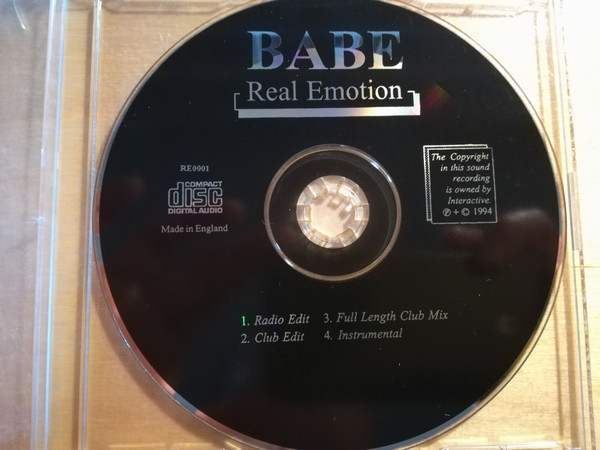 BABE
Real Emotion
RE0001
COMPACT
disc
DIGITAL AUDIO
Made in England
The Copyright
in this sound
recording
is owned by
Interactive.
℗ + © 1994
1. Radio Edit
2. Club Edit
3. Full Length Club Mix
4. Instrumental